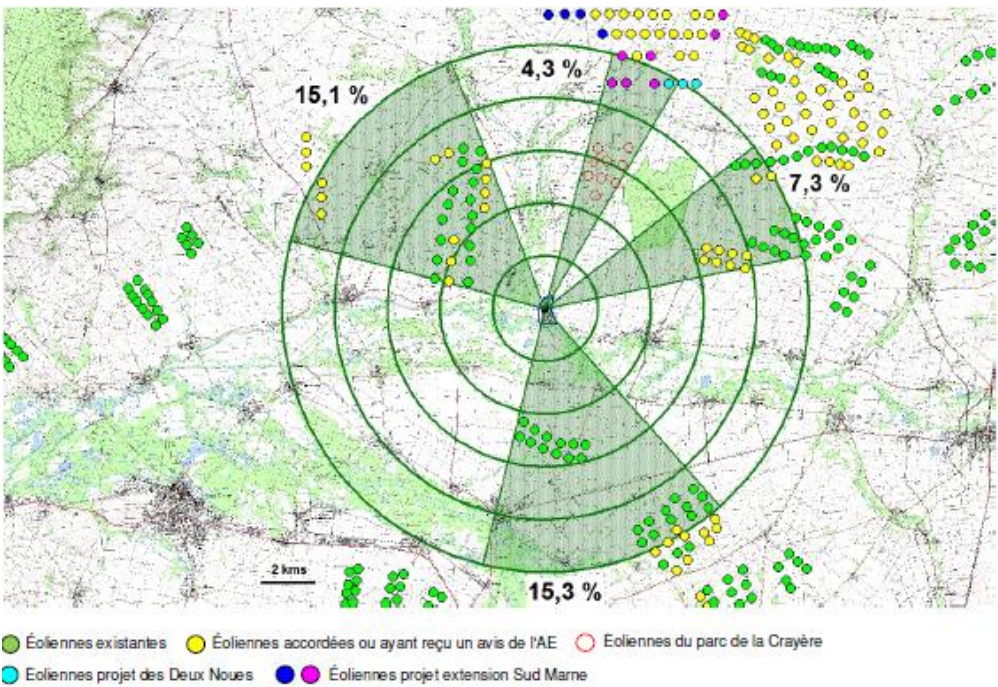 4,3 %
15,1 %
7,3 %
2 kms
15,3 %
Éoliennes existantes
Éoliennes accordées ou ayant reçu un avis de l'AE
Éoliennes du parc de la Crayère
Eoliennes projet des Deux Noues
Éoliennes projet extension Sud Marne